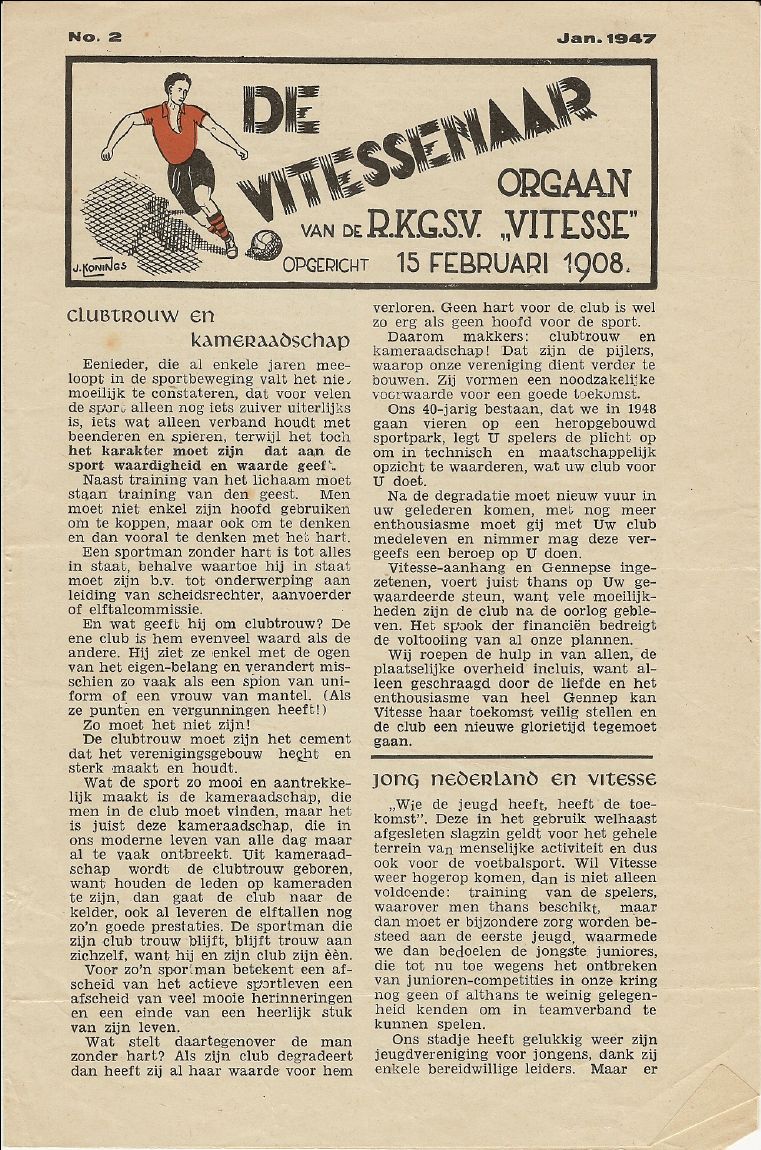 No. 2
Jan. 1947
DE
VITESSENAAR
ORGAAN
VAN DE R.K.G.S.V. „VITESSE"
OPGERICHT 15 FEBRUARI 1908.
J. KONINGS
CLUBTROUW EN
KAMERAADSCHAP
Eenieder, die al enkele jaren mee-
loopt in de sportbeweging valt het nie
moeilijk te constateren, dat voor velen
de sport alleen nog iets zuiver uiterlijks
is, iets wat alleen verband houdt met
beenderen en spieren, terwijl het toch
het karakter moet zijn dat aan de
sport waardigheid en waarde geef'.
Naast training van het lichaam moet
staan training van den geest. Men
moet niet enkel zijn hoofd gebruiken
om te koppen, maar ook om te denken
en dan vooral te denken met het hart.
Een sportman zonder hart is tot alles
in staat, behalve waartoe hij in staat
moet zijn b.v. tot onderwerping aan
leiding van scheidsrechter, aanvoerder
of elftalcommissie.
En wat geeft hij om clubtrouw? De
ene club is hem evenveel waard als de
andere. Hij ziet ze enkel met de ogen
van het eigen-belang en verandert mis-
schien zo vaak als een spion van uni-
form of een vrouw van mantel. (Als
ze punten en vergunningen heeft!)
Zo moet het niet zijn!
De clubtrouw moet zijn het cement
dat het verenigingsgebouw hecht en
sterk maakt en houdt.
Wat de sport zo mooi en aantrekke-
lijk maakt is de kameraadschap, die
men in de club moet vinden, maar het
is juist deze kameraadschap, die in
ons moderne leven van alle dag maar
al te vaak ontbreekt. Uit kameraad-
schap wordt de clubtrouw geboren,
want houden de leden op kameraden
te zijn, dan gaat de club naar de
kelder, ook al leveren de elftallen nog
zo'n goede prestaties. De sportman die
zijn club trouw blijft, blijft trouw aan
zichzelf, want hij en zijn club zijn èèn.
Voor zo'n sportman betekent een af-
scheid van het actieve sportleven een
afscheid van veel mooie herinneringen
en een einde van een heerlijk stuk
van zijn leven.
Wat stelt daartegenover de man
zonder hart? Als zijn club degradeert
dan heeft zij al haar waarde voor hem
verloren. Geen hart voor de club is wel
zo erg als geen hoofd voor de sport.
Daarom makkers: clubtrouw en
kameraadschap! Dat zijn de pijlers,
waarop onze vereniging dient verder te
bouwen. Zij vormen een noodzakelijke
voorwaarde voor een goede toekomst.
Ons 40-jarig bestaan, dat we in 1948
gaan vieren op een heropgebouwd
sportpark, legt U spelers de plicht op
om in technisch en maatschappelijk
opzicht te waarderen, wat uw club voor
U doet.
Na de degradatie moet nieuw vuur in
uw gelederen komen, met nog meer
enthousiasme moet gij met Uw club
medeleven en nimmer mag deze ver-
geefs een beroep op U doen.
Vitesse-aanhang en Gennepse inge-
zetenen, voert juist thans op Uw ge-
waardeerde steun, want vele moeilijk-
heden zijn de club na de oorlog geble-
ven. Het spook der financiën bedreigt
de voltooiing van al onze plannen.
Wij roepen de hulp in van allen, de
plaatselijke overheid incluis, want al-
leen geschraagd door de liefde en het
enthousiasme van heel Gennep kan
Vitesse haar toekomst veilig stellen en
de club een nieuwe glorietijd tegemoet
gaan.
JONG NEDERLAND EN VITESSE
„Wie de jeugd heeft, heeft de toe-
komst". Deze in het gebruik welhaast
afgesleten slagzin geldt voor het gehele
terrein van menselijke activiteit en dus
ook voor de voetbalsport. Wil Vitesse
weer hogerop komen, dan is niet alleen
voldoende: training van de spelers,
waarover men thans beschikt, maar
dan moet er bijzondere zorg worden be-
steed aan de eerste jeugd, waarmede
we dan bedoelen de jongste juniores,
die tot nu toe wegens het ontbreken
van junioren-competities in onze kring
nog geen of althans te weinig gelegen-
heid kenden om in teamverband te
kunnen spelen.
Ons stadje heeft gelukkig weer zijn
jeugdvereniging voor jongens, dank zij
enkele bereidwillige leiders. Maar er